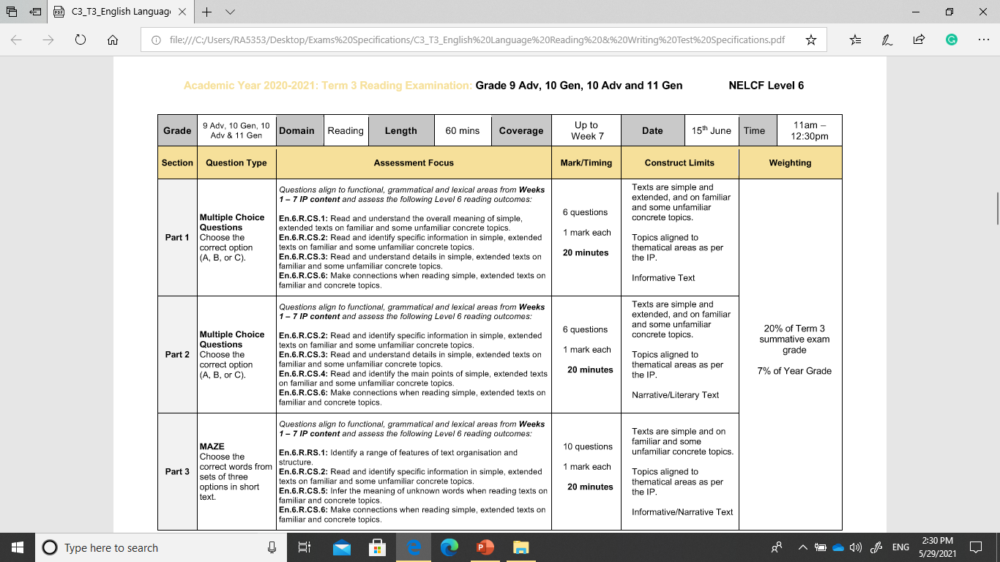 C3_T3_English Languag
file:///C:/Users/RA5353/Desktop/Exams%20Specifications/C3_T3_English%20Language%20Reading%20&%20Writing%20Test%20Specifications.pdf
Academic Year 2020-2021: Term 3 Reading Examination: Grade 9 Adv, 10 Gen, 10 Adv and 11 Gen NELCF Level 6
Grade
9 Adv, 10 Gen, 10
Adv & 11 Gen
Domain
Reading
Length
60 mins
Coverage
Up to
Week 7
Date
15th June
Time
11am –
12:30pm
Section
Question Type
Assessment Focus
Mark/Timing
Construct Limits
Weighting
Part 1
Multiple Choice
Questions
Choose the
correct option
(A, B, or C).
Questions align to functional, grammatical and lexical areas from Weeks
1 – 7 IP content and assess the following Level 6 reading outcomes:
En.6.R.CS.1: Read and understand the overall meaning of simple,
extended texts on familiar and some unfamiliar concrete topics.
En.6.R.CS.2: Read and identify specific information in simple, extended
texts on familiar and some unfamiliar concrete topics.
En.6.R.CS.3: Read and understand details in simple, extended texts on
familiar and some unfamiliar concrete topics.
En.6.R.CS.6: Make connections when reading simple, extended texts on
familiar and concrete topics.
6 questions
1 mark each
20 minutes
Texts are simple and
extended, and on familiar
and some unfamiliar
concrete topics.
Topics aligned to
thematical areas as per
the IP.
Informative Text
20% of Term 3
summative exam
grade
7% of Year Grade
Part 2
Multiple Choice
Questions
Choose the
correct option
(A, B, or C).
Questions align to functional, grammatical and lexical areas from Weeks
1 – 7 IP content and assess the following Level 6 reading outcomes:
En.6.R.CS.2: Read and identify specific information in simple, extended
texts on familiar and some unfamiliar concrete topics.
En.6.R.CS.3: Read and understand details in simple, extended texts on
familiar and some unfamiliar concrete topics.
En.6.R.CS.4: Read and identify the main points of simple, extended texts
on familiar and some unfamiliar concrete topics.
En.6.R.CS.6: Make connections when reading simple, extended texts on
familiar and concrete topics.
6 questions
1 mark each
20 minutes
Texts are simple and
extended, and on familiar
and some unfamiliar
concrete topics.
Topics aligned to
thematical areas as per
the IP.
Narrative/Literary Text
Part 3
MAZE
Choose the
correct words from
sets of three
options in short
text.
Questions align to functional, grammatical and lexical areas from Weeks
1 – 7 IP content and assess the following Level 6 reading outcomes:
En.6.R.RS.1: Identify a range of features of text organisation and
structure.
En.6.R.CS.2: Read and identify specific information in simple, extended
texts on familiar and some unfamiliar concrete topics.
En.6.R.CS.5: Infer the meaning of unknown words when reading texts on
familiar and concrete topics.
En.6.R.CS.6: Make connections when reading simple, extended texts on
familiar and concrete topics.
10 questions
1 mark each
20 minutes
Texts are simple and on
familiar and some
unfamiliar concrete topics.
Topics aligned to
thematical areas as per
the IP.
Informative/Narrative Text
Type here to search
ENG
2:30 PM
5/29/2021